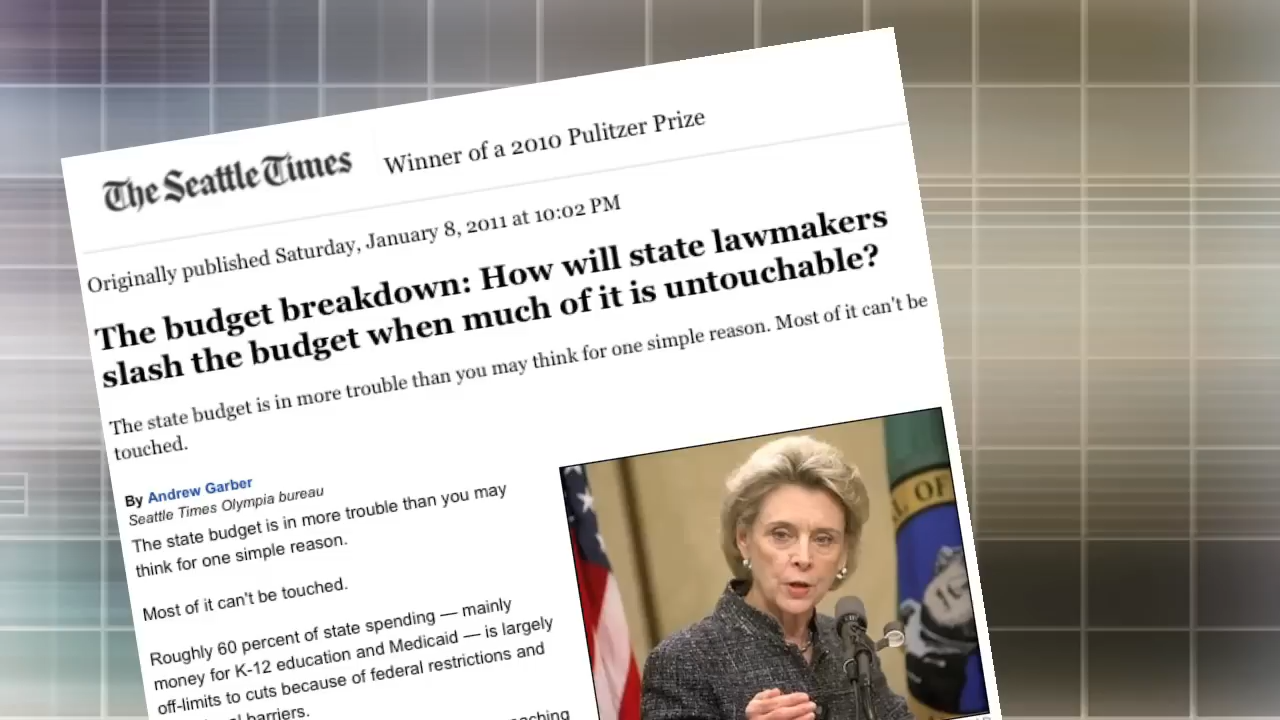 The Seattle Times
Winner of a 2010 Pulitzer Prize
Originally published Saturday, January 8, 2011 at 10:02 PM
The budget breakdown: How will state lawmakers
slash the budget when much of it is untouchable?
The state budget is in more trouble than you may think for one simple reason. Most of it can't be
touched.
By Andrew Garber
Seattle Times Olympia bureau
The state budget is in more trouble than you may
think for one simple reason.
Most of it can't be touched.
Roughly 60 percent of state spending — mainly
money for K-12 education and Medicaid — is largely
off-limits to cuts because of federal restrictions and
barriers.
OF